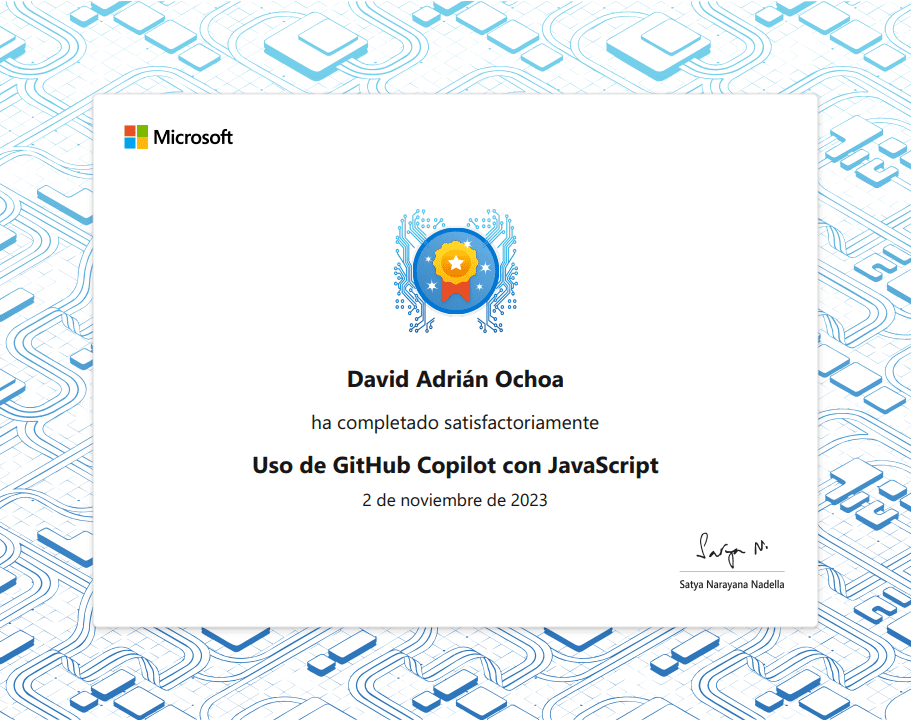 Microsoft
David Adrián Ochoa
ha completado satisfactoriamente
Uso de GitHub Copilot con JavaScript
2 de noviembre de 2023
Satya N.
Satya Narayana Nadella